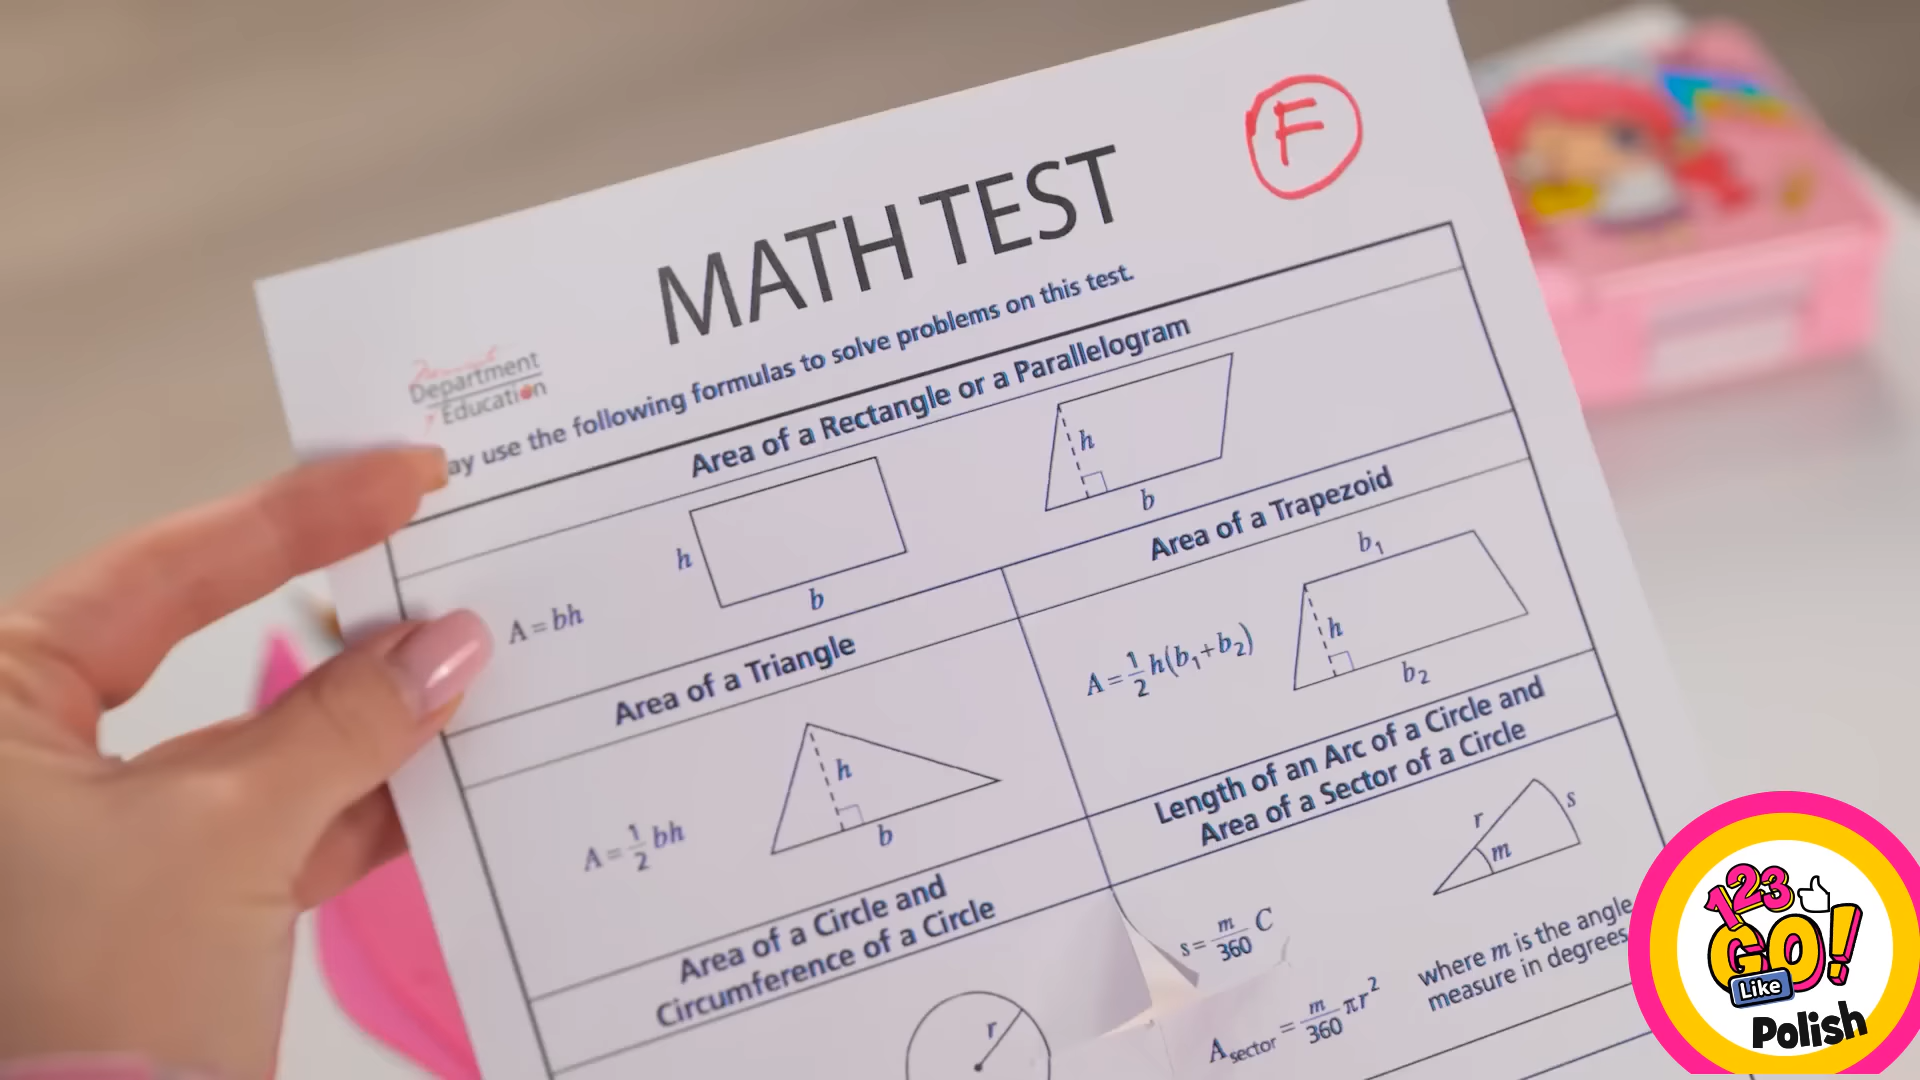 F
MATH TEST
Department
Education
ay use the following formulas to solve problems on this test.
Area of a Rectangle or a Parallelogram
h
b
h
b
A = bh
Area of a Triangle
A = 1/2 bh
h
b
Area of a Trapezoid
A = 1/2 h(b₁+b₂)
b₁
h
b₂
Length of an Arc of a Circle and
Area of a Sector of a Circle
r
s
m
s = m/360 C
A sector = m/360 πr²
where m is the angle
measure in degrees
Area of a Circle and
Circumference of a Circle
r
123
GO!
Like
Polish